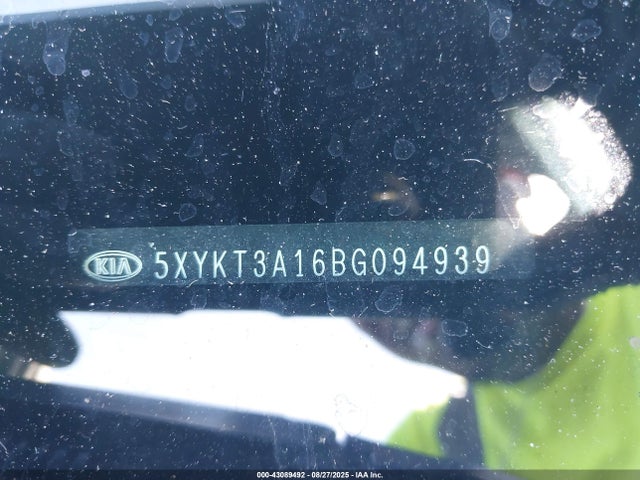 KIA 5XYKT3A16BG094939
000-43089492 - 08/27/2025 - IAA Inc.